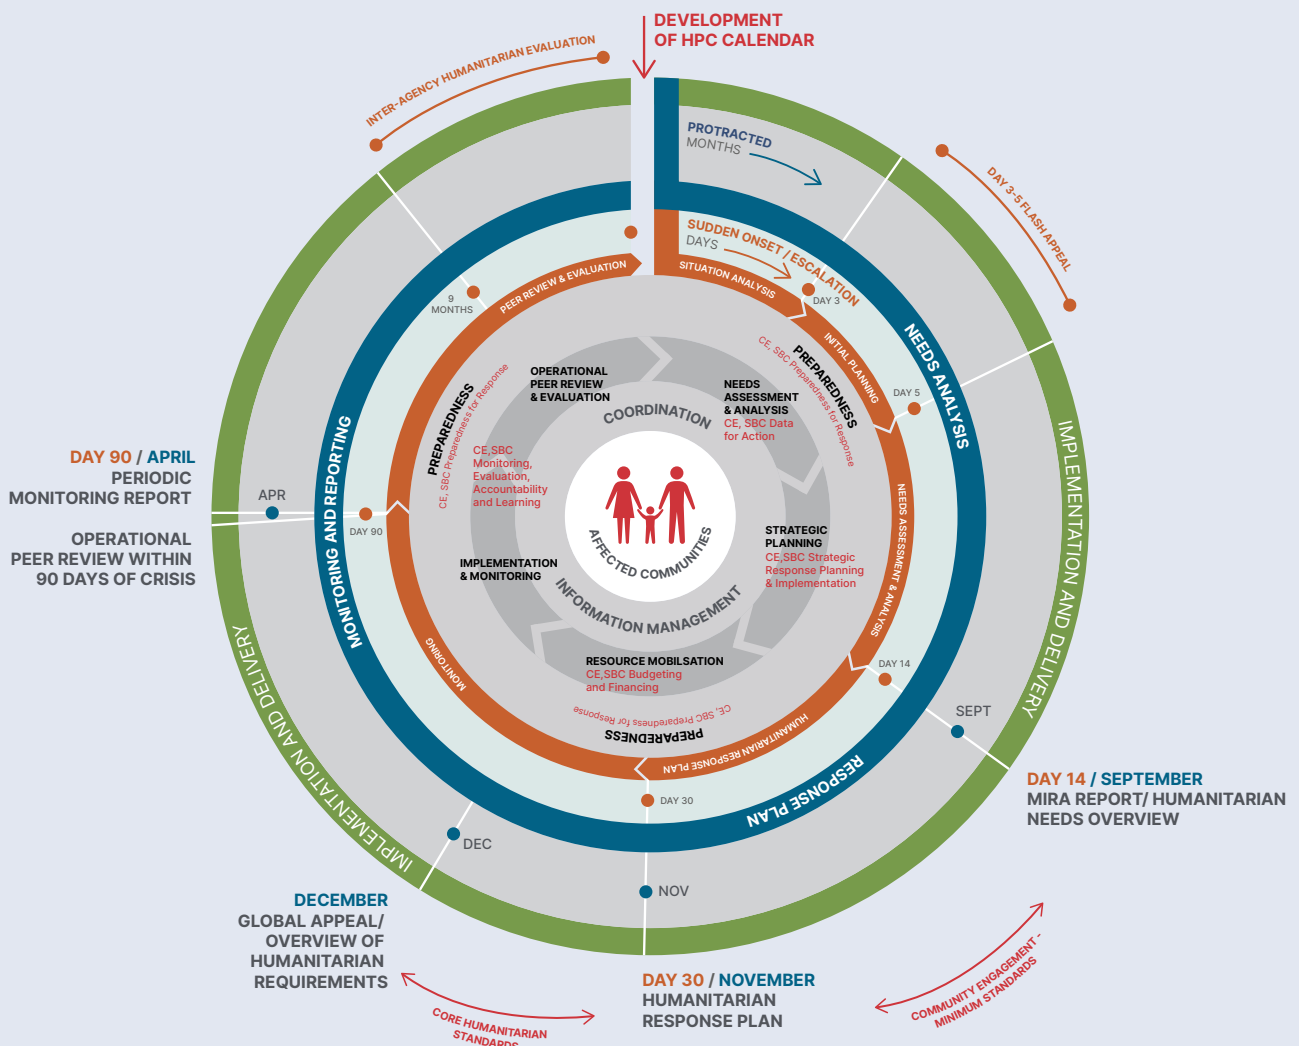 DEVELOPMENT
OF HPC CALENDAR
INTER-AGENCY HUMANITARIAN EVALUATION
DAY 3-5 FLASH APPEAL
PROTRACTED
MONTHS
SUDDEN ONSET / ESCALATION
DAYS
PEER REVIEW & EVALUATION
SITUATION ANALYSIS
DAY 3
9
MONTHS
INITIAL PLANNING
DAY 5
NEEDS ANALYSIS
PREPAREDNESS
CE, SBC Preparedness for Response
PREPAREDNESS
CE, SBC Preparedness for Response
OPERATIONAL
PEER REVIEW
& EVALUATION
NEEDS
ASSESSMENT
& ANALYSIS
CE, SBC Data
for Action
COORDINATION
CE,SBC
Monitoring,
Evaluation,
Accountability
and Learning
AFFECTED COMMUNITIES
STRATEGIC
PLANNING
CE,SBC Strategic
Response Planning
& Implementation
IMPLEMENTATION
& MONITORING
INFORMATION MANAGEMENT
RESOURCE MOBILSATION
CE,SBC Budgeting
and Financing
CE, SBC Preparedness for Response
PREPAREDNESS
NEEDS ASSESSMENT & ANALYSIS
HUMANITARIAN RESPONSE PLAN
MONITORING
MONITORING AND REPORTING
RESPONSE PLAN
IMPLEMENTATION AND DELIVERY
IMPLEMENTATION AND DELIVERY
APR
DAY 90
DAY 14
SEPT
DAY 30
NOV
DEC
DAY 90 / APRIL
PERIODIC
MONITORING REPORT
OPERATIONAL
PEER REVIEW WITHIN
90 DAYS OF CRISIS
DAY 14 / SEPTEMBER
MIRA REPORT/ HUMANITARIAN
NEEDS OVERVIEW
DECEMBER
GLOBAL APPEAL/
OVERVIEW OF
HUMANITARIAN
REQUIREMENTS
DAY 30 / NOVEMBER
HUMANITARIAN
RESPONSE PLAN
CORE HUMANITARIAN
STANDARDS
COMMUNITY ENGAGEMENT -
MINIMUM STANDARDS